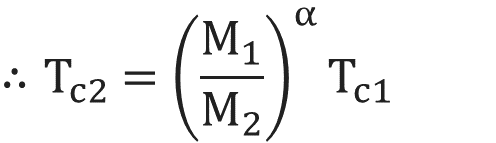 ∴ T_c2 = (M_1 / M_2)^α T_c1